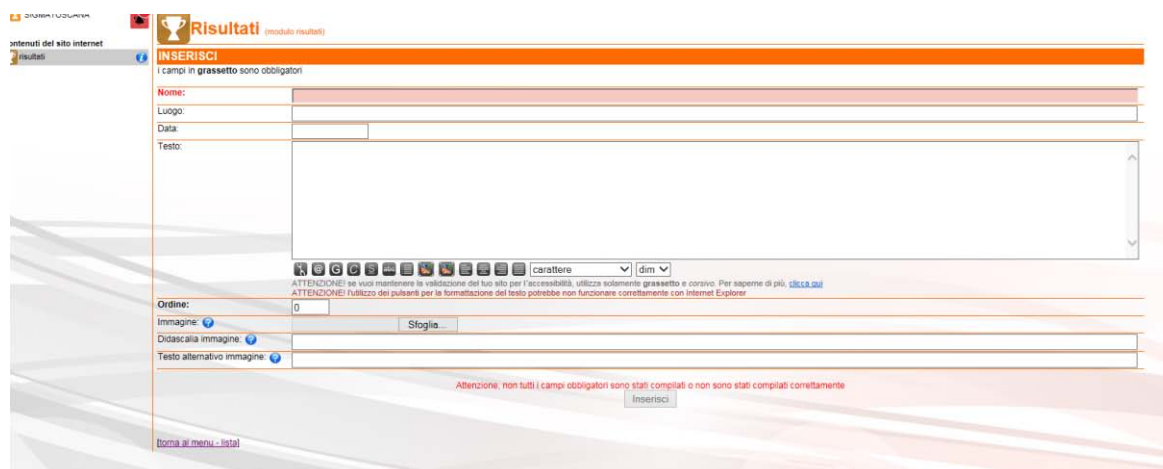 SIGMATOSCANA
Risultati (modulo risultati)
ontenuti del sito internet
risultati
INSERISCI
i campi in grassetto sono obbligatori
Nome:
Luogo:
Data:
Testo:
@ G C S abc carattere dim
ATTENZIONE! se vuoi mantenere la validazione del tuo sito per l'accessibilità, utilizza solamente grassetto e corsivo. Per saperne di più, clicca qui
ATTENZIONE! l'utilizzo dei pulsanti per la formattazione del testo potrebbe non funzionare correttamente con Internet Explorer
Ordine: 0
Immagine: ? Sfoglia...
Didascalia immagine: ?
Testo alternativo immagine: ?
Attenzione, non tutti i campi obbligatori sono stati compilati o non sono stati compilati correttamente
Inserisci
[torna al menu - lista]